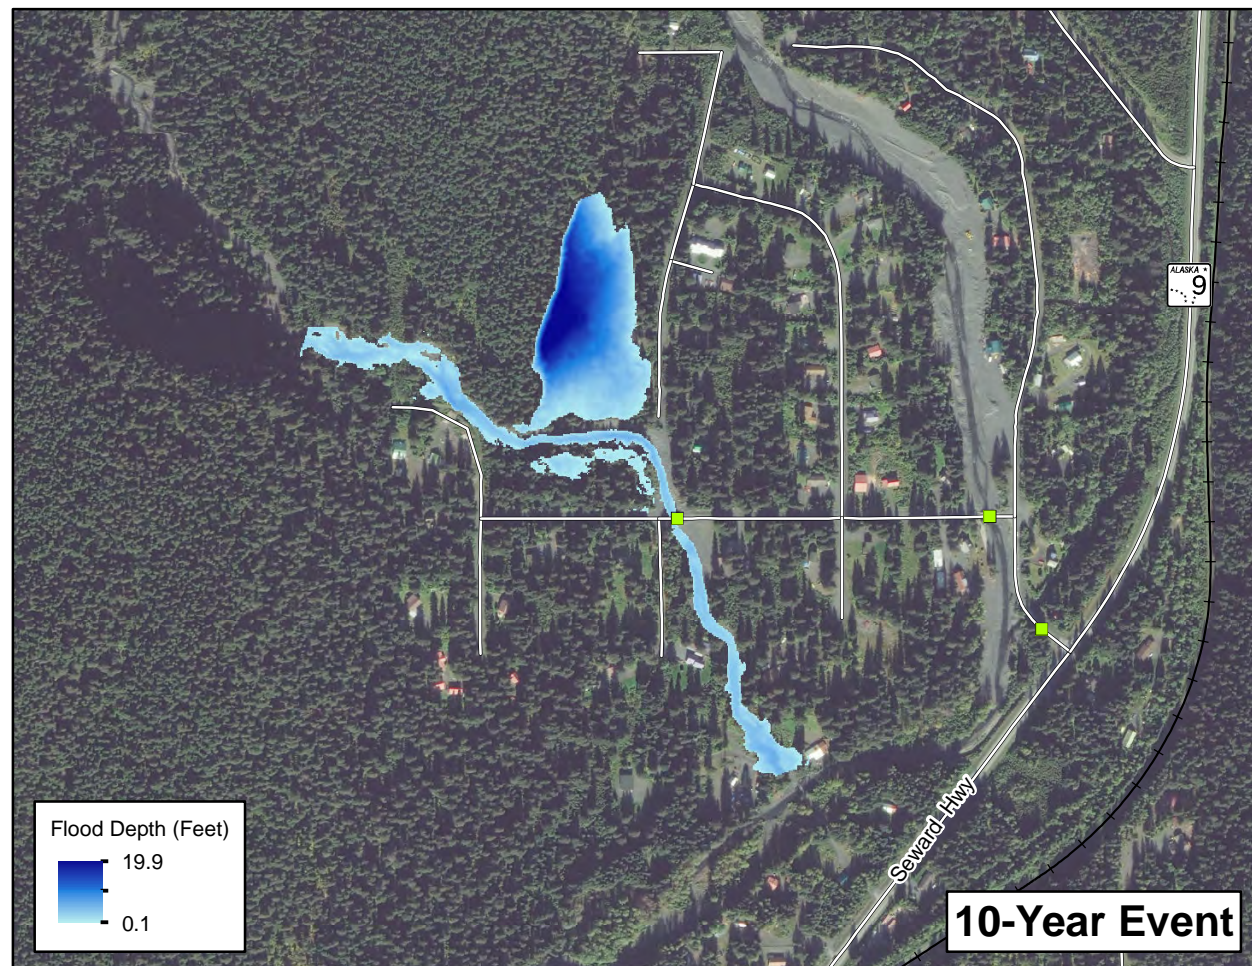 ALASKA
9
Seward Hwy
Flood Depth (Feet)
19.9
0.1
10-Year Event